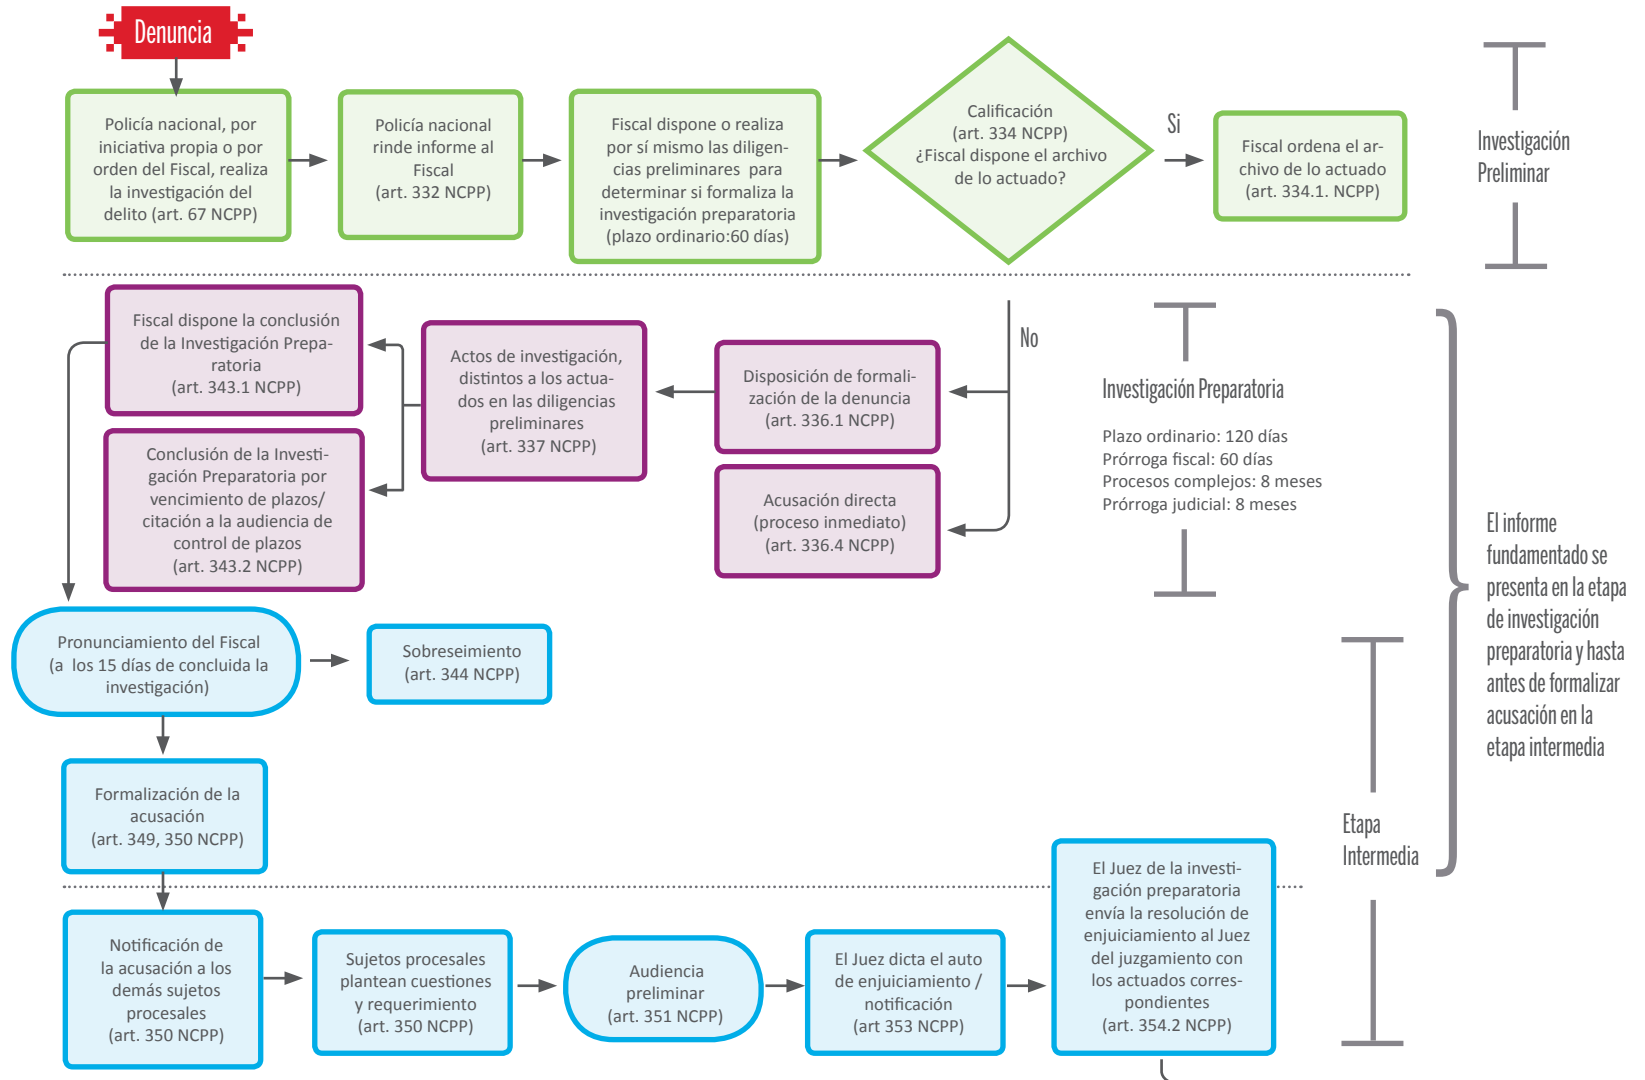 Denuncia
Policía nacional, por
iniciativa propia o por
orden del Fiscal, realiza
la investigación del
delito (art. 67 NCPP)
Policía nacional
rinde informe al
Fiscal
(art. 332 NCPP)
Fiscal dispone o realiza
por sí mismo las diligen-
cias preliminares para
determinar si formaliza la
investigación preparatoria
(plazo ordinario:60 días)
Calificación
(art. 334 NCPP)
¿Fiscal dispone el archivo
de lo actuado?
Si
Fiscal ordena el ar-
chivo de lo actuado
(art. 334.1. NCPP)
Investigación
Preliminar
No
Fiscal dispone la conclusión
de la Investigación Prepa-
ratoria
(art. 343.1 NCPP)
Conclusión de la Investi-
gación Preparatoria por
vencimiento de plazos/
citación a la audiencia de
control de plazos
(art. 343.2 NCPP)
Actos de investigación,
distintos a los actua-
dos en las diligencias
preliminares
(art. 337 NCPP)
Disposición de formali-
zación de la denuncia
(art. 336.1 NCPP)
Acusación directa
(proceso inmediato)
(art. 336.4 NCPP)
Investigación Preparatoria
Plazo ordinario: 120 días
Prórroga fiscal: 60 días
Procesos complejos: 8 meses
Prórroga judicial: 8 meses
El informe
fundamentado se
presenta en la etapa
de investigación
preparatoria y hasta
antes de formalizar
acusación en la
etapa intermedia
Pronunciamiento del Fiscal
(a los 15 días de concluida la
investigación)
Sobreseimiento
(art. 344 NCPP)
Formalización de la
acusación
(art. 349, 350 NCPP)
Etapa
Intermedia
Notificación de
la acusación a los
demás sujetos
procesales
(art. 350 NCPP)
Sujetos procesales
plantean cuestiones
y requerimiento
(art. 350 NCPP)
Audiencia
preliminar
(art. 351 NCPP)
El Juez dicta el auto
de enjuiciamiento /
notificación
(art 353 NCPP)
El Juez de la investi-
gación preparatoria
envía la resolución de
enjuiciamiento al Juez
del juzgamiento con
los actuados corres-
pondientes
(art. 354.2 NCPP)